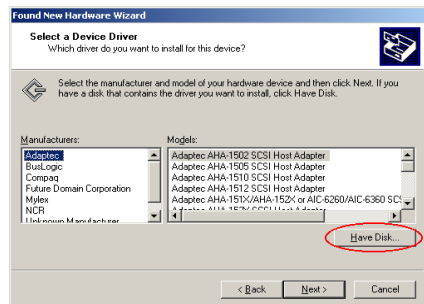 Found New Hardware Wizard
Select a Device Driver
Which driver do you want to install for this device?
Select the manufacturer and model of your hardware device and then click Next. If you
have a disk that contains the driver you want to install, click Have Disk.
Manufacturers:
Adaptec
BusLogic
Compaq
Future Domain Corporation
Mylex
NCR
Unknown Manufacturer
Models:
Adaptec AHA-1502 SCSI Host Adapter
Adaptec AHA-1505 SCSI Host Adapter
Adaptec AHA-1510 SCSI Host Adapter
Adaptec AHA-1512 SCSI Host Adapter
Adaptec AHA-151X/AHA-152X or AIC-6260/AIC-6360 SCS
Adaptec SCSI Host Adapter
Have Disk...
< Back
Next >
Cancel